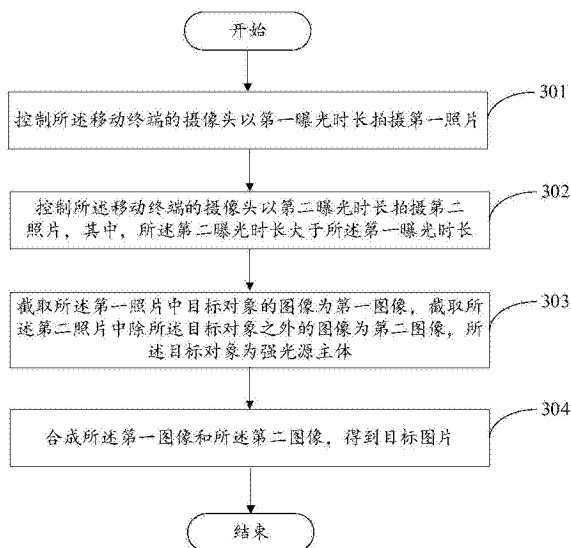 开始
控制所述移动终端的摄像头以第一曝光时长拍摄第一照片
301
控制所述移动终端的摄像头以第二曝光时长拍摄第二
照片，其中，所述第二曝光时长大于所述第一曝光时长
302
截取所述第一照片中目标对象的图像为第一图像，截取所
述第二照片中除所述目标对象之外的图像为第二图像，所
述目标对象为强光源主体
303
合成所述第一图像和所述第二图像，得到目标图片
304
结束